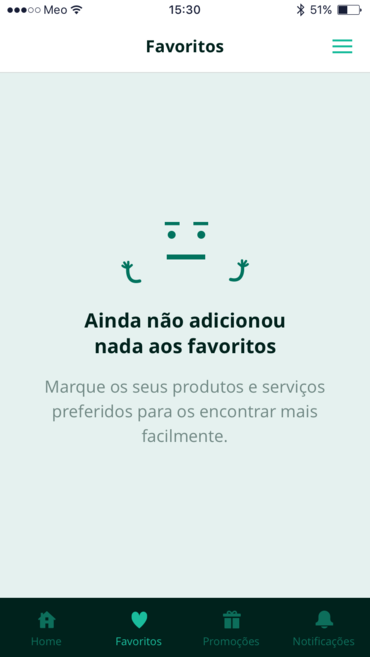 Meo 15:30 51%
Favoritos
Ainda não adicionou
nada aos favoritos
Marque os seus produtos e serviços
preferidos para os encontrar mais
facilmente.
Home Favoritos Promoções Notificações